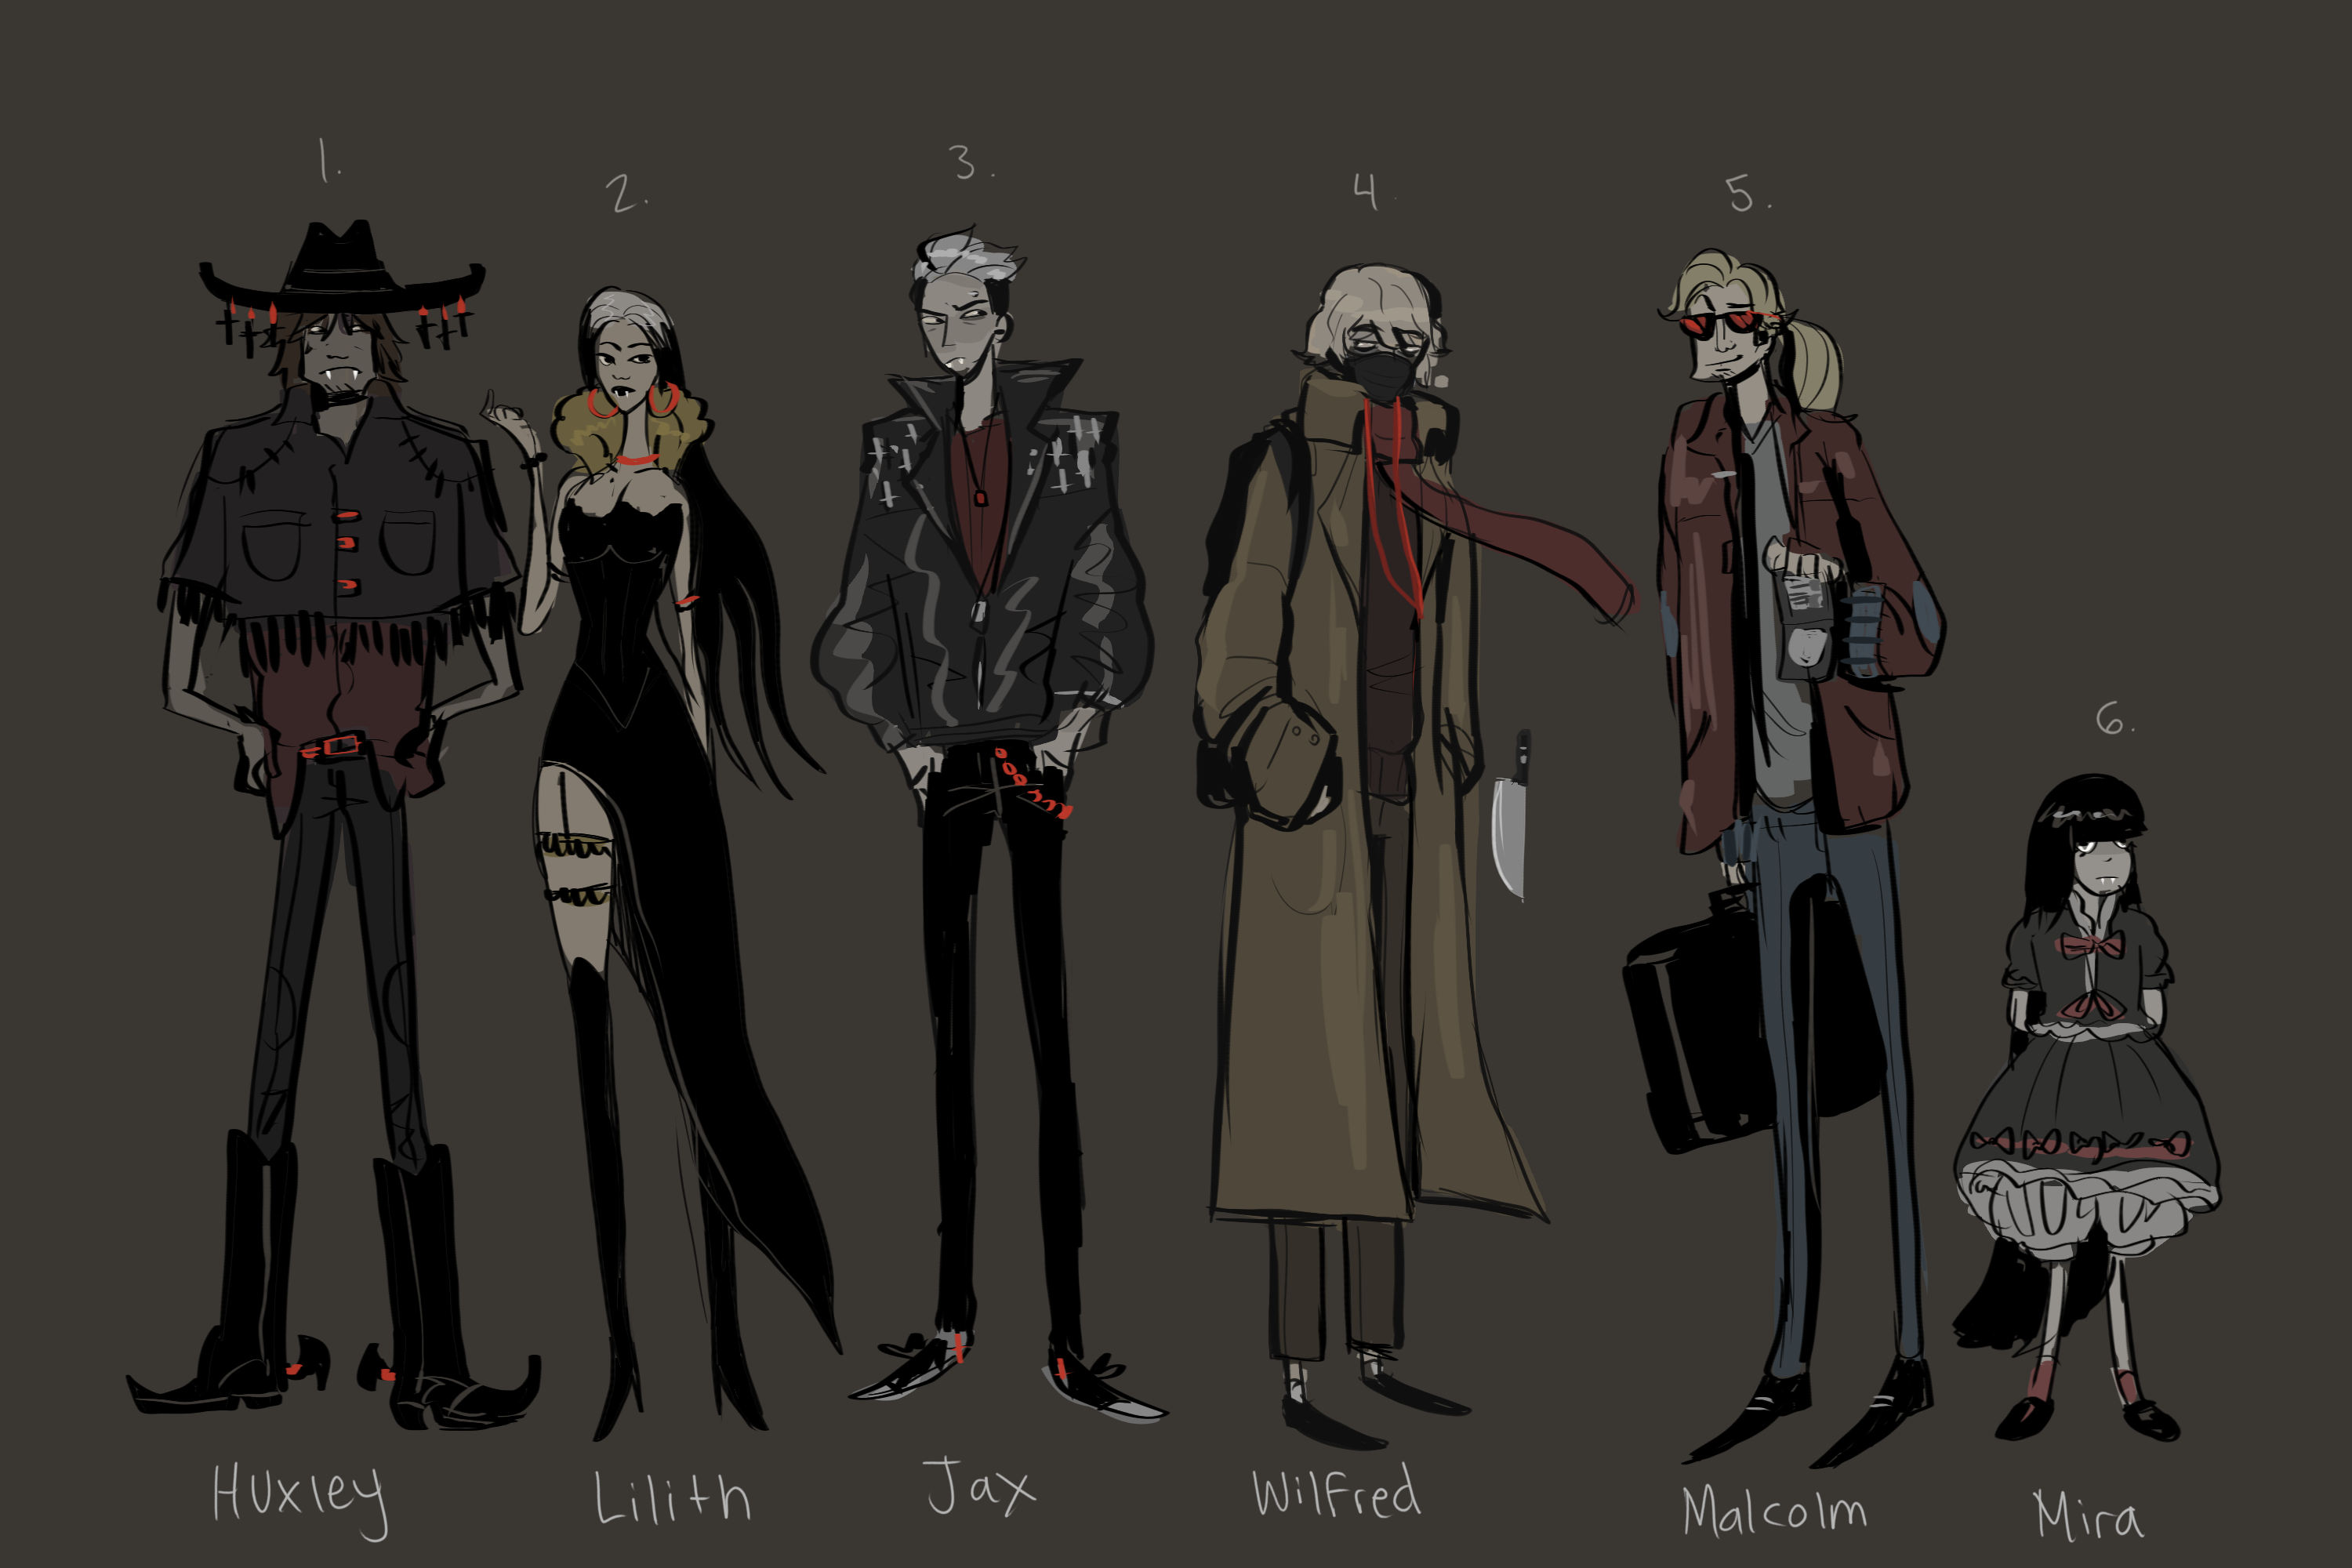 1.
2.
3.
4.
5.
6.
Huxley
Lilith
Jax
Wilfred
Malcolm
Mira